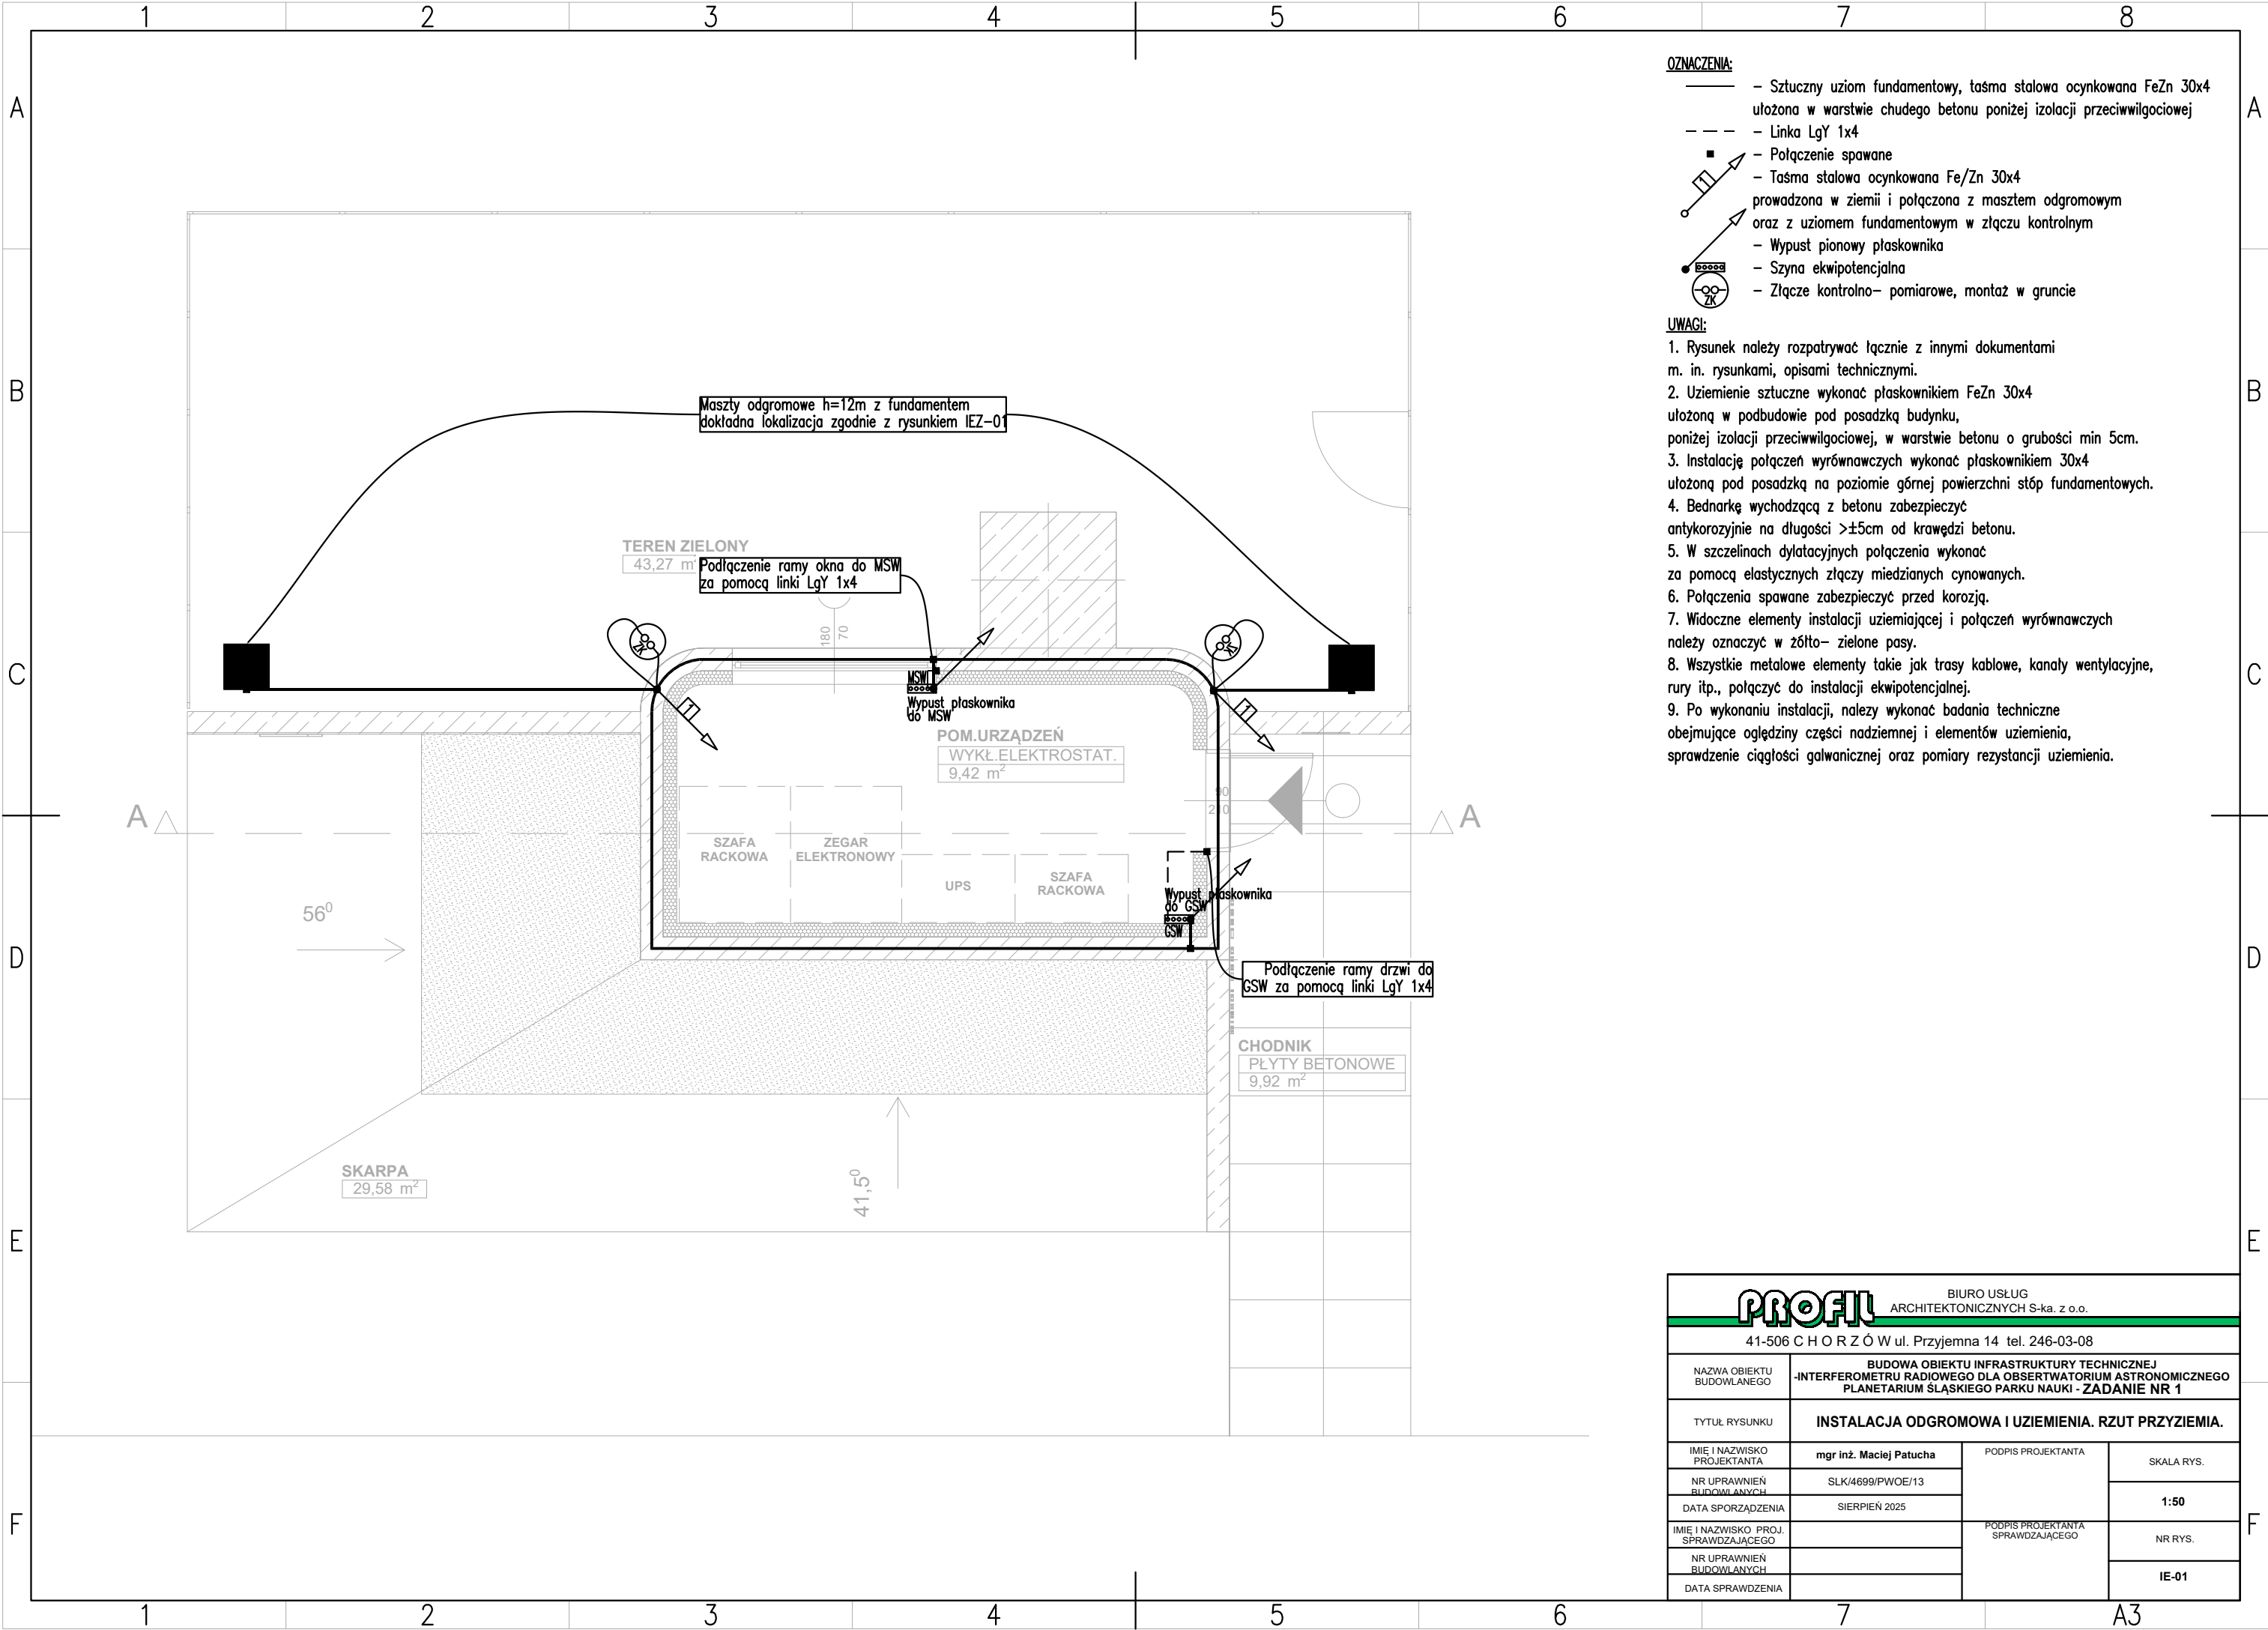 1 2 3 4 5 6 7 8
A A
B B
C C
D D
E E
F F
OZNACZENIA:
– Sztuczny uziom fundamentowy, taśma stalowa ocynkowana FeZn 30x4
ułożona w warstwie chudego betonu poniżej izolacji przeciwwilgociowej
– Linka LgY 1x4
– Połączenie spawane
1
– Taśma stalowa ocynkowana Fe/Zn 30x4
prowadzona w ziemii i połączona z masztem odgromowym
oraz z uziomem fundamentowym w złączu kontrolnym
– Wypust pionowy płaskownika
– Szyna ekwipotencjalna
– Złącze kontrolno– pomiarowe, montaż w gruncie
ZK
UWAGI:
1. Rysunek należy rozpatrywać łącznie z innymi dokumentami
m. in. rysunkami, opisami technicznymi.
2. Uziemienie sztuczne wykonać płaskownikiem FeZn 30x4
ułożoną w podbudowie pod posadzką budynku,
poniżej izolacji przeciwwilgociowej, w warstwie betonu o grubości min 5cm.
3. Instalację połączeń wyrównawczych wykonać płaskownikiem 30x4
ułożoną pod posadzką na poziomie górnej powierzchni stóp fundamentowych.
4. Bednarkę wychodzącą z betonu zabezpieczyć
antykorozyjnie na długości >±5cm od krawędzi betonu.
5. W szczelinach dylatacyjnych połączenia wykonać
za pomocą elastycznych złączy miedzianych cynowanych.
6. Połączenia spawane zabezpieczyć przed korozją.
7. Widoczne elementy instalacji uziemiającej i połączeń wyrównawczych
należy oznaczyć w żółto– zielone pasy.
8. Wszystkie metalowe elementy takie jak trasy kablowe, kanały wentylacyjne,
rury itp., połączyć do instalacji ekwipotencjalnej.
9. Po wykonaniu instalacji, nalezy wykonać badania techniczne
obejmujące oględziny części nadziemnej i elementów uziemienia,
sprawdzenie ciągłości galwanicznej oraz pomiary rezystancji uziemienia.
Maszty odgromowe h=12m z fundamentem
dokładna lokalizacja zgodnie z rysunkiem IEZ–01
TEREN ZIELONY
43,27 m
Podłączenie ramy okna do MSW
za pomocą linki LgY 1x4
180
70
ZK
ZK
MSW
Wypust płaskownika
do MSW
1
1
POM.URZĄDZEŃ
WYKŁ.ELEKTROSTAT.
9,42 m²
90
210
A A
SZAFA
RACKOWA
ZEGAR
ELEKTRONOWY
UPS
SZAFA
RACKOWA
Wypust płaskownika
do GSW
GSW
56⁰
Podłączenie ramy drzwi do
GSW za pomocą linki LgY 1x4
CHODNIK
PŁYTY BETONOWE
9,92 m²
SKARPA
29,58 m²
41,5⁰
PROFIL
BIURO USŁUG
ARCHITEKTONICZNYCH S-ka. z o.o.
41-506 C H O R Z Ó W ul. Przyjemna 14 tel. 246-03-08
NAZWA OBIEKTU
BUDOWLANEGO
BUDOWA OBIEKTU INFRASTRUKTURY TECHNICZNEJ
-INTERFEROMETRU RADIOWEGO DLA OBSERTWATORIUM ASTRONOMICZNEGO
PLANETARIUM ŚLĄSKIEGO PARKU NAUKI - ZADANIE NR 1
TYTUŁ RYSUNKU
INSTALACJA ODGROMOWA I UZIEMIENIA. RZUT PRZYZIEMIA.
IMIĘ I NAZWISKO
PROJEKTANTA
mgr inż. Maciej Patucha
PODPIS PROJEKTANTA
SKALA RYS.
NR UPRAWNIEŃ
BUDOWLANYCH
SLK/4699/PWOE/13
1:50
DATA SPORZĄDZENIA
SIERPIEŃ 2025
IMIĘ I NAZWISKO PROJ.
SPRAWDZAJĄCEGO
PODPIS PROJEKTANTA
SPRAWDZAJĄCEGO
NR RYS.
NR UPRAWNIEŃ
BUDOWLANYCH
IE-01
DATA SPRAWDZENIA
1 2 3 4 5 6 7 A3